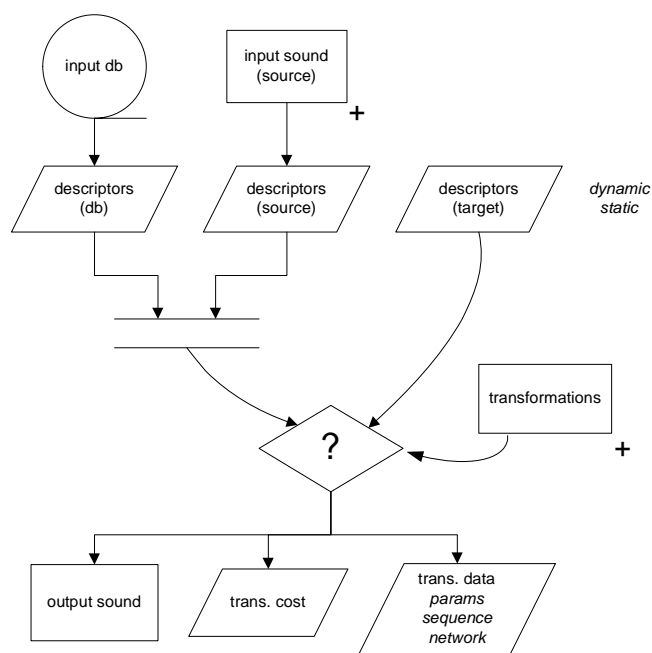 input db
input sound
(source)
+
descriptors
(db)
descriptors
(source)
descriptors
(target)
dynamic
static
transformations
+
?
output sound
trans. cost
trans. data
params
sequence
network